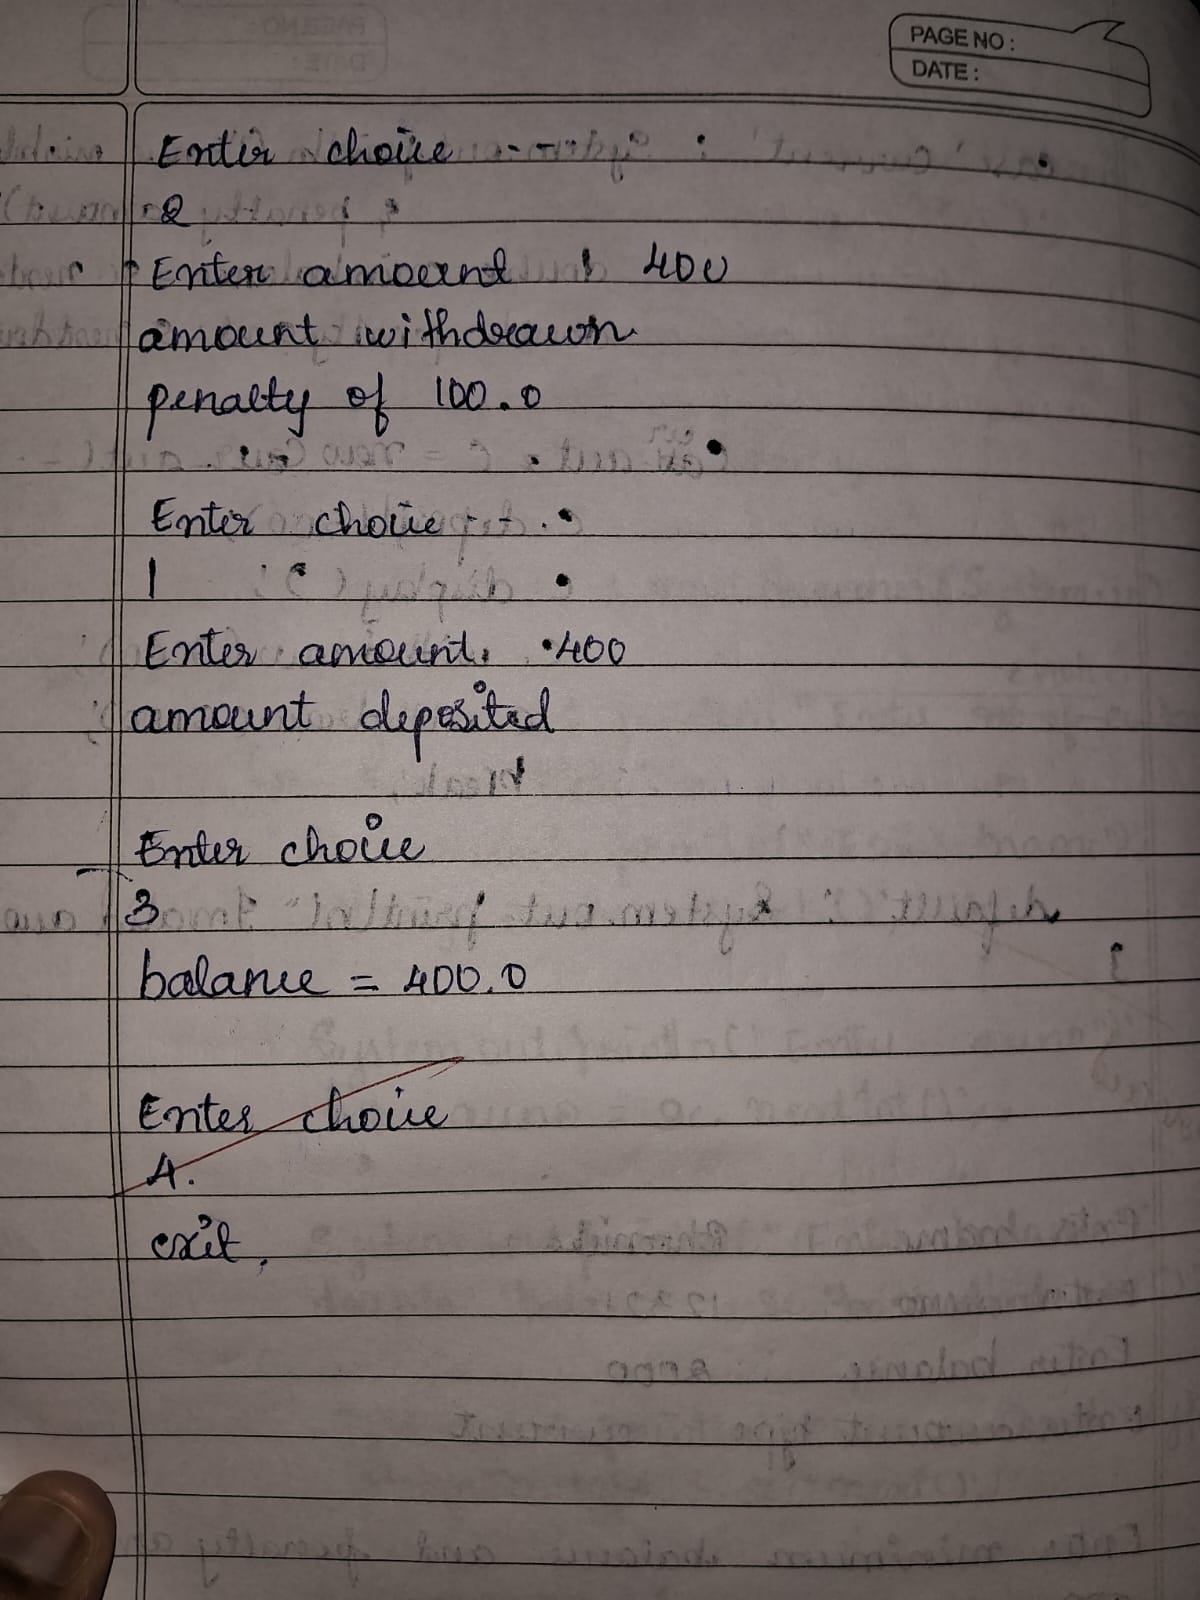 PAGE NO :
DATE :
Enter choice - - - :
2
Enter amount : 400
amount withdrawn
penalty of 100.0
Enter choice - - .
1
Enter amount. 400
amount deposited
Enter choice
3
balance = 400.0
Enter choice
4.
exit.